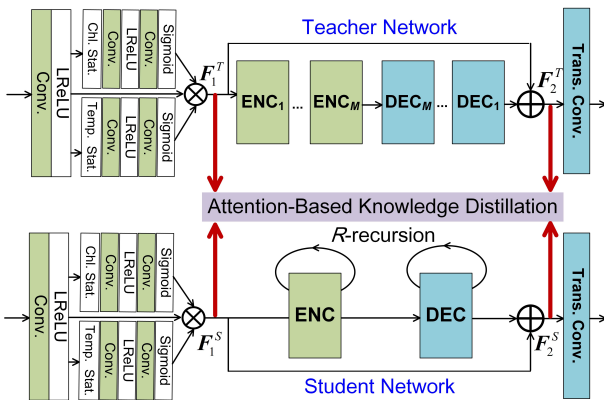 Teacher Network
Conv.
LReLU
Chl. Stat.
Conv.
LReLU
Conv.
Sigmoid
Temp. Stat.
Conv.
LReLU
Conv.
Sigmoid
F₁ᵀ
ENC₁
...
ENC_M
DEC_M
...
DEC₁
F₂ᵀ
Trans. Conv.
Attention-Based Knowledge Distillation
R-recursion
Conv.
LReLU
Chl. Stat.
Conv.
LReLU
Conv.
Sigmoid
Temp. Stat.
Conv.
LReLU
Conv.
Sigmoid
F₁ˢ
ENC
DEC
F₂ˢ
Trans. Conv.
Student Network